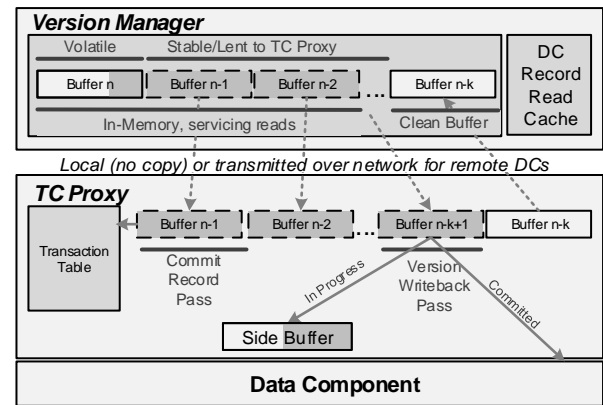 Version Manager
Volatile
Stable/Lent to TC Proxy
Buffer n
Buffer n-1
Buffer n-2
...
Buffer n-k
In-Memory, servicing reads
Clean Buffer
DC
Record
Read
Cache
Local (no copy) or transmitted over network for remote DCs
TC Proxy
Transaction
Table
Buffer n-1
Buffer n-2
...
Buffer n-k+1
Buffer n-k
Commit
Record
Pass
Version
Writeback
Pass
In Progress
Committed
Side Buffer
Data Component